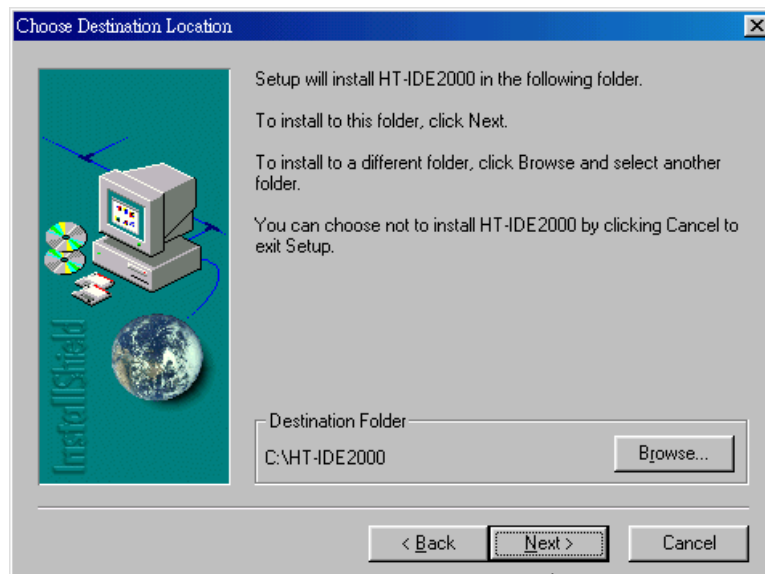 Choose Destination Location
Setup will install HT-IDE2000 in the following folder.
To install to this folder, click Next.
To install to a different folder, click Browse and select another
folder.
You can choose not to install HT-IDE2000 by clicking Cancel to
exit Setup.
InstallShield
Destination Folder
C:\HT-IDE2000
Browse...
< Back
Next >
Cancel